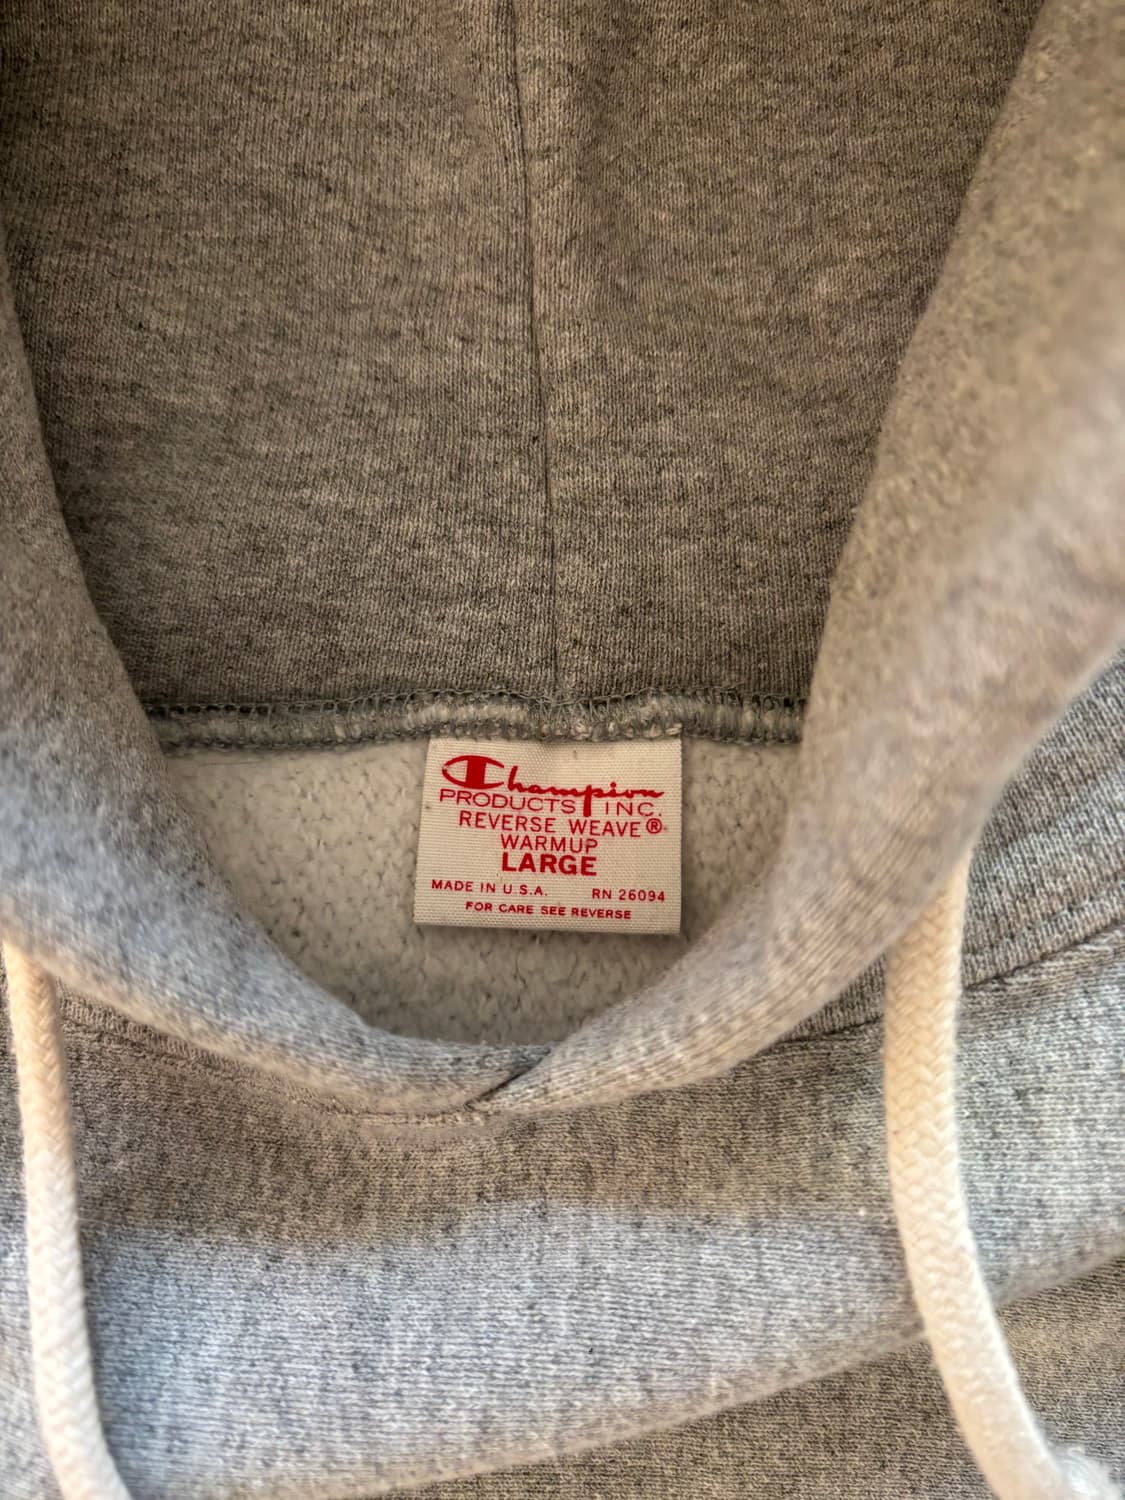 Champion
PRODUCTS INC.
REVERSE WEAVE®
WARMUP
LARGE
MADE IN U.S.A. RN 26094
FOR CARE SEE REVERSE